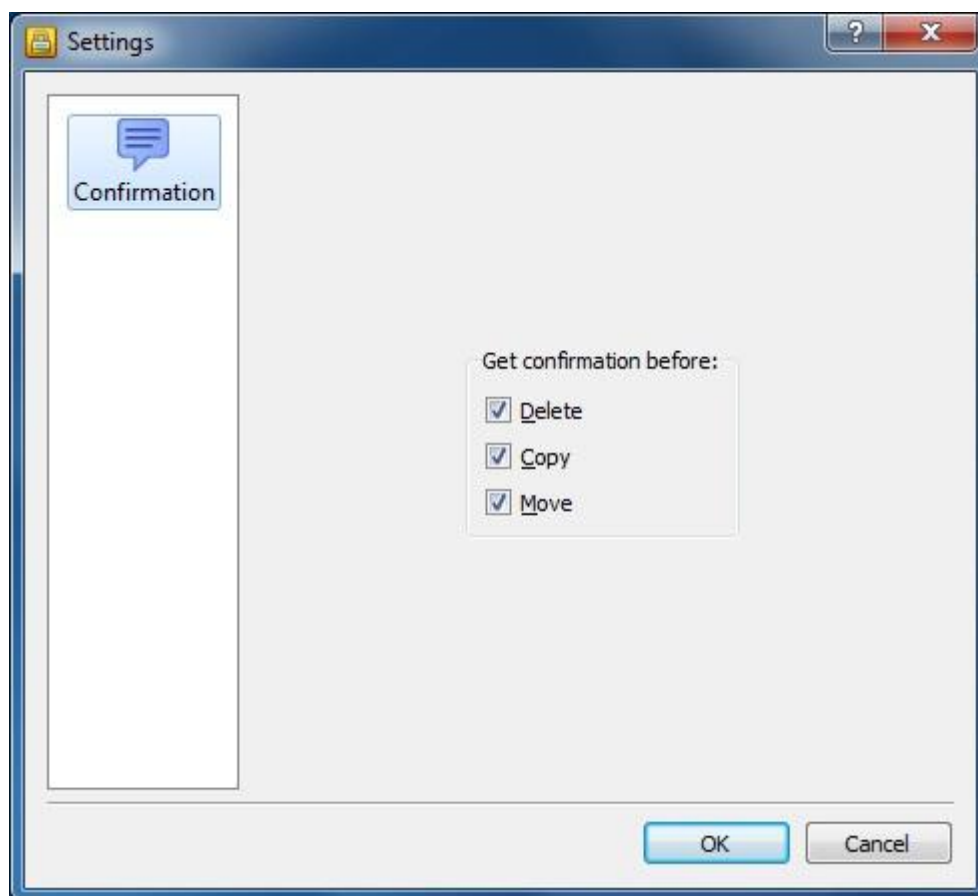 Settings
?
Confirmation
Get confirmation before:
Delete
Copy
Move
OK
Cancel